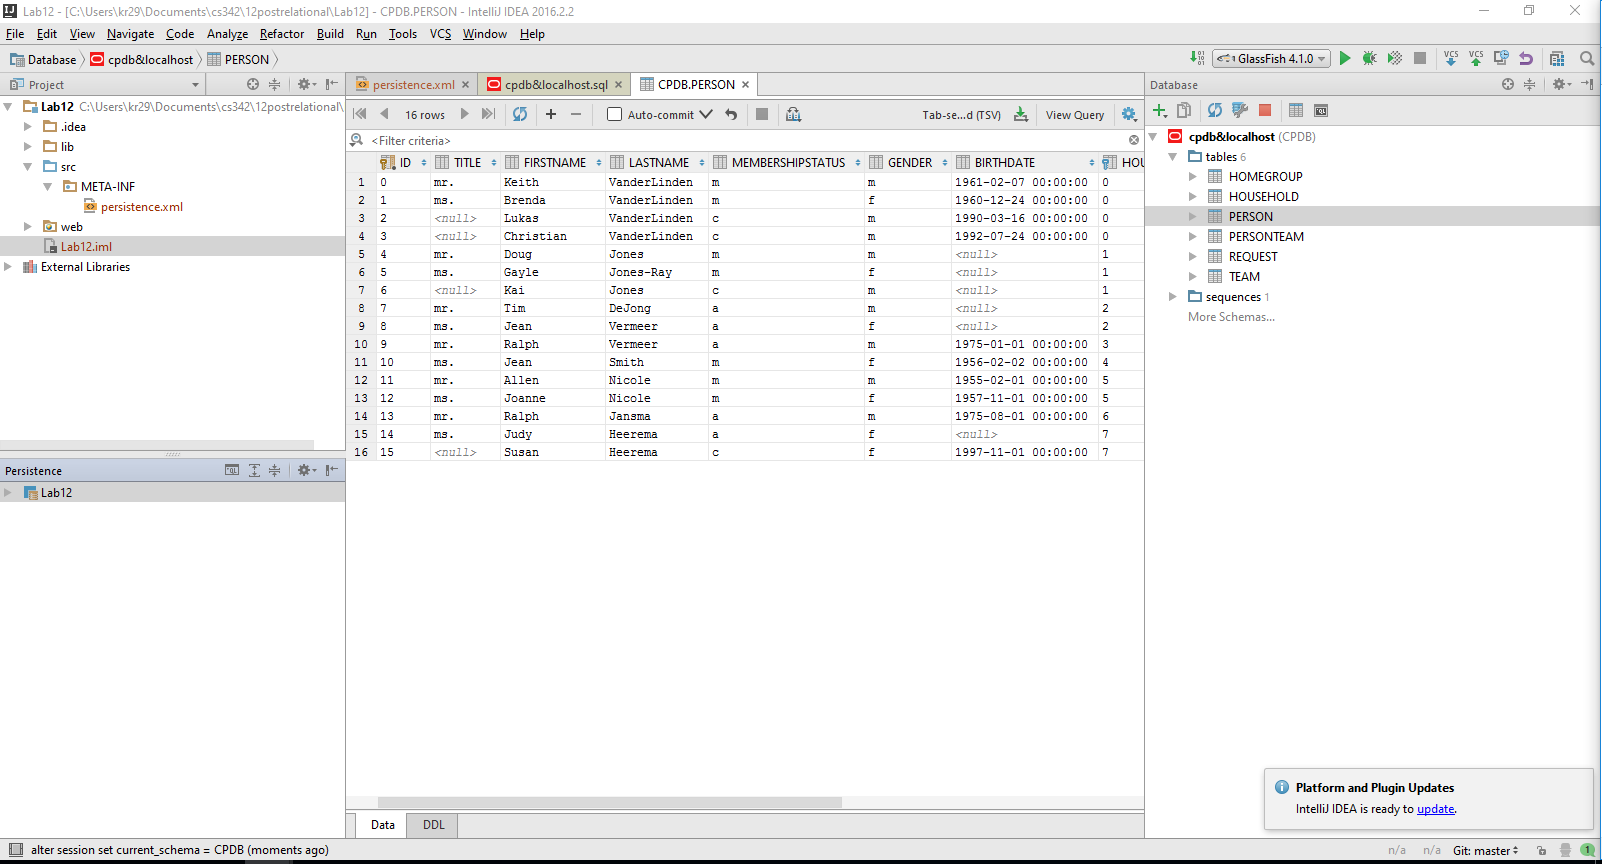 Lab12 - [C:\Users\kr29\Documents\cs342\12postrelational\Lab12] - CPDB.PERSON - IntelliJ IDEA 2016.2.2
File Edit View Navigate Code Analyze Refactor Build Run Tools VCS Window Help
Database cpdb&localhost PERSON GlassFish 4.1.0 VCS VCS
Project
Lab12 C:\Users\kr29\Documents\cs342\12postrelational\
.idea
lib
src
META-INF
persistence.xml
web
Lab12.iml
External Libraries
Persistence
Lab12
persistence.xml cpdb&localhost.sql CPDB.PERSON
16 rows Auto-commit Tab-se...d (TSV) View Query
<Filter criteria>
ID TITLE FIRSTNAME LASTNAME MEMBERSHIPSTATUS GENDER BIRTHDATE HOU
1 0 mr. Keith VanderLinden m m 1961-02-07 00:00:00 0
2 1 ms. Brenda VanderLinden m f 1960-12-24 00:00:00 0
3 2 <null> Lukas VanderLinden c m 1990-03-16 00:00:00 0
4 3 <null> Christian VanderLinden c m 1992-07-24 00:00:00 0
5 4 mr. Doug Jones m m <null> 1
6 5 ms. Gayle Jones-Ray m f <null> 1
7 6 <null> Kai Jones c m <null> 1
8 7 mr. Tim DeJong a m <null> 2
9 8 ms. Jean Vermeer a f <null> 2
10 9 mr. Ralph Vermeer a m 1975-01-01 00:00:00 3
11 10 ms. Jean Smith m f 1956-02-02 00:00:00 4
12 11 mr. Allen Nicole m m 1955-02-01 00:00:00 5
13 12 ms. Joanne Nicole m f 1957-11-01 00:00:00 5
14 13 mr. Ralph Jansma a m 1975-08-01 00:00:00 6
15 14 ms. Judy Heerema a f <null> 7
16 15 <null> Susan Heerema c f 1997-11-01 00:00:00 7
Data DDL
Database
cpdb&localhost (CPDB)
tables 6
HOMEGROUP
HOUSEHOLD
PERSON
PERSONTEAM
REQUEST
TEAM
sequences 1
More Schemas...
Platform and Plugin Updates
IntelliJ IDEA is ready to update.
alter session set current_schema = CPDB (moments ago) n/a n/a Git: master 1